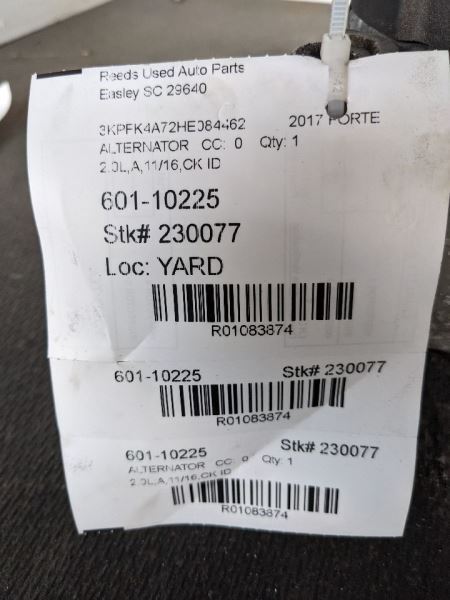 Reeds Used Auto Parts
Easley SC 29640
3KPFK4A72HE084462 2017 FORTE
ALTERNATOR CC: 0 Qty: 1
2.0L,A,11/16,CK ID
601-10225
Stk# 230077
Loc: YARD
R01083874
601-10225 Stk# 230077
R01083874
601-10225 Stk# 230077
ALTERNATOR CC: 0 Qty: 1
2.0L,A,11/16,CK ID
R01083874